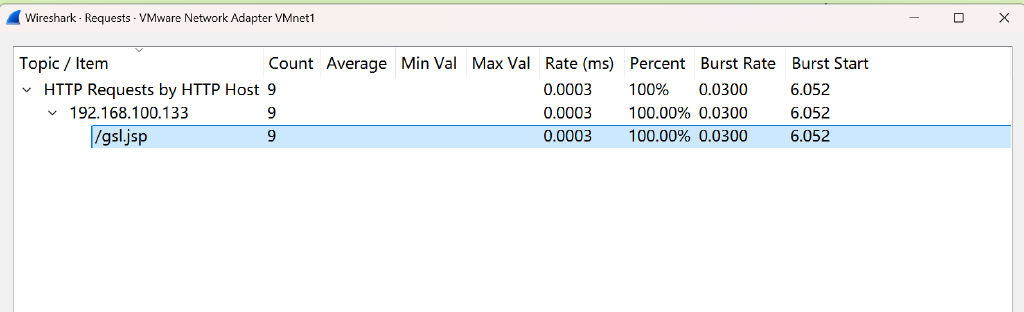 Wireshark · Requests · VMware Network Adapter VMnet1
Topic / Item Count Average Min Val Max Val Rate (ms) Percent Burst Rate Burst Start
HTTP Requests by HTTP Host 9 0.0003 100% 0.0300 6.052
192.168.100.133 9 0.0003 100.00% 0.0300 6.052
/gsl.jsp 9 0.0003 100.00% 0.0300 6.052